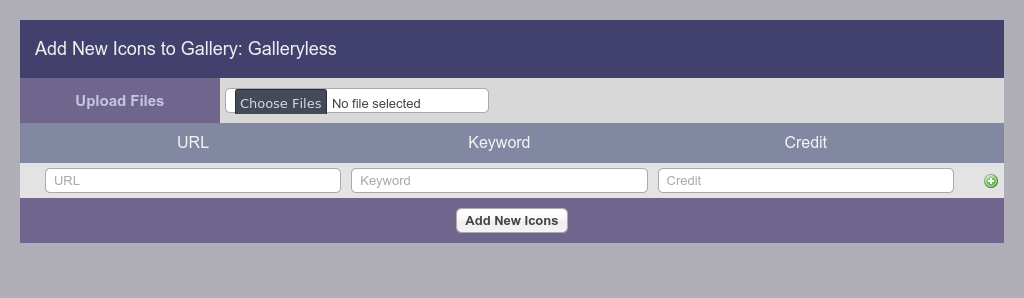 Add New Icons to Gallery: Galleryless
Upload Files
Choose Files No file selected
URL Keyword Credit
URL Keyword Credit
Add New Icons